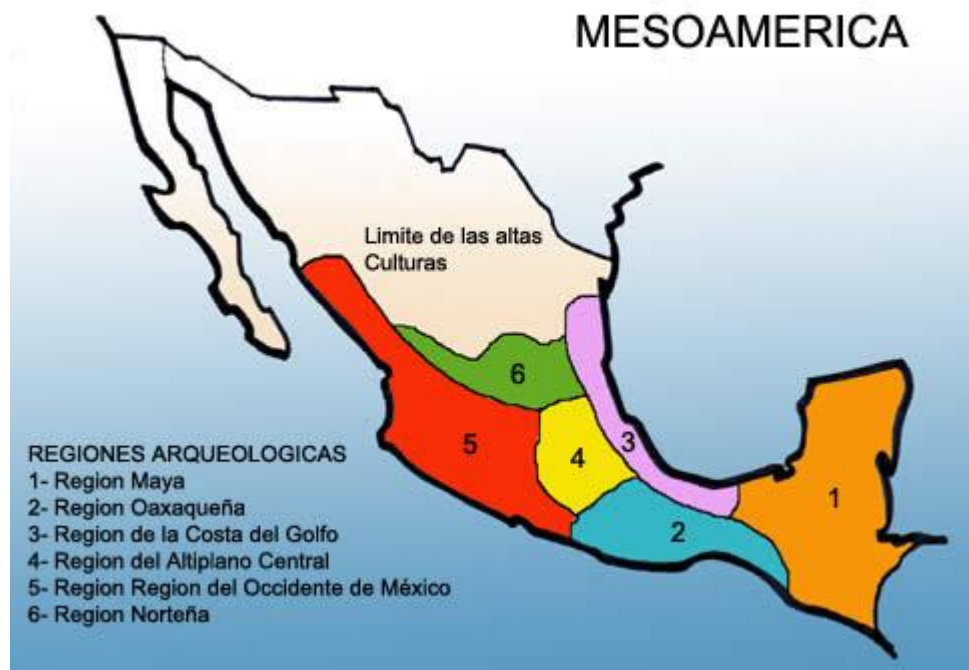 MESOAMERICA
Limite de las altas
Culturas
6
5
4
3
2
1
REGIONES ARQUEOLOGICAS
1- Region Maya
2- Region Oaxaqueña
3- Region de la Costa del Golfo
4- Region del Altiplano Central
5- Region Region del Occidente de México
6- Region Norteña